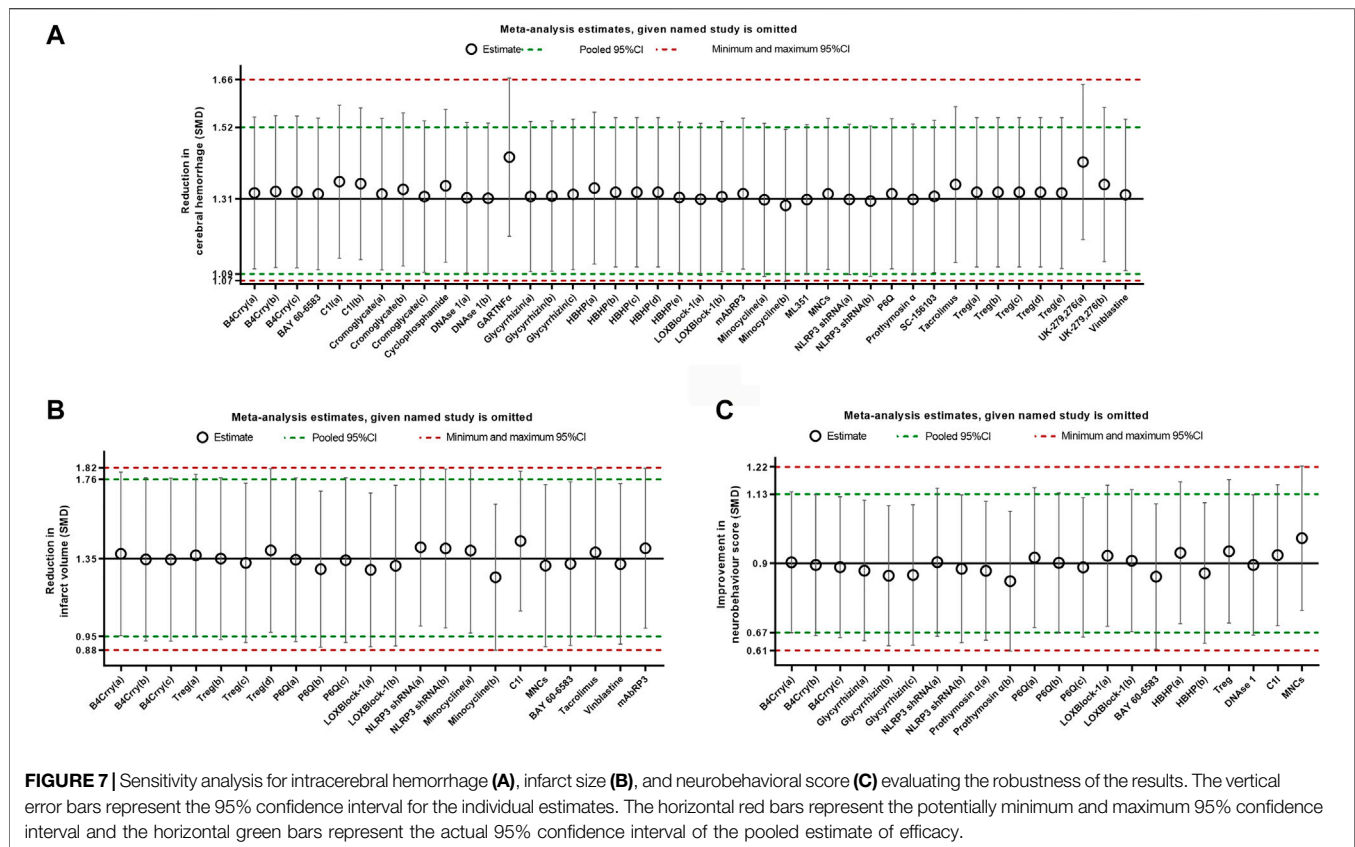 A
Meta-analysis estimates, given named study is omitted
Estimate Pooled 95%CI Minimum and maximum 95%CI
Reduction in
cerebral hemorrhage (SMD)
1.66
1.52
1.31
1.09
1.07
B4Crry(a)
B4Crry(b)
B4Crry(c)
BAY 60-6583
C1I(a)
C1I(b)
Cromoglycate(a)
Cromoglycate(b)
Cromoglycate(c)
Cyclophosphamide
DNAse 1(a)
DNAse 1(b)
GARTNFα
Glycyrrhizin(a)
Glycyrrhizin(b)
Glycyrrhizin(c)
HBHP(a)
HBHP(b)
HBHP(c)
HBHP(d)
HBHP(e)
LOXBlock-1(a)
LOXBlock-1(b)
mAbRP3
Minocycline(a)
Minocycline(b)
ML351
MNCs
NLRP3 shRNA(a)
NLRP3 shRNA(b)
P6Q
Prothymosin α
SC-156103
Tacrolimus
Treg(a)
Treg(b)
Treg(c)
Treg(d)
Treg(e)
UK-279,276(a)
UK-279,276(b)
Vinblastine
B
Meta-analysis estimates, given named study is omitted
Estimate Pooled 95%CI Minimum and maximum 95%CI
Reduction in
infarct volume (SMD)
1.82
1.76
1.35
0.95
0.88
B4Crry(a)
B4Crry(b)
B4Crry(c)
Treg(a)
Treg(b)
Treg(c)
Treg(d)
P6Q(a)
P6Q(b)
P6Q(c)
LOXBlock-1(a)
LOXBlock-1(b)
NLRP3 shRNA(a)
NLRP3 shRNA(b)
Minocycline(a)
Minocycline(b)
C1I
MNCs
BAY 60-6583
Tacrolimus
Vinblastine
mAbRP3
C
Meta-analysis estimates, given named study is omitted
Estimate Pooled 95%CI Minimum and maximum 95%CI
Improvement in
neurobehaviour score (SMD)
1.22
1.13
0.9
0.67
0.61
B4Crry(a)
B4Crry(b)
B4Crry(c)
Glycyrrhizin(a)
Glycyrrhizin(b)
Glycyrrhizin(c)
NLRP3 shRNA(a)
NLRP3 shRNA(b)
Prothymosin α(a)
Prothymosin α(b)
P6Q(a)
P6Q(b)
P6Q(c)
LOXBlock-1(a)
LOXBlock-1(b)
BAY 60-6583
HBHP(a)
HBHP(b)
Treg
DNAse 1
C1I
MNCs
FIGURE 7 | Sensitivity analysis for intracerebral hemorrhage (A), infarct size (B), and neurobehavioral score (C) evaluating the robustness of the results. The vertical
error bars represent the 95% confidence interval for the individual estimates. The horizontal red bars represent the potentially minimum and maximum 95% confidence
interval and the horizontal green bars represent the actual 95% confidence interval of the pooled estimate of efficacy.